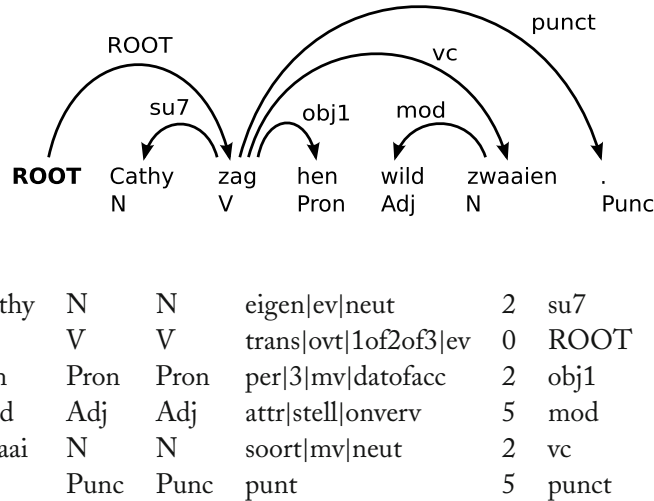 punct
ROOT vc
su7 obj1 mod
ROOT Cathy zag hen wild zwaaien .
N V Pron Adj N Punc
thy N N eigen|ev|neut 2 su7
V V trans|ovt|1of2of3|ev 0 ROOT
Pron Pron per|3|mv|datofacc 2 obj1
d Adj Adj attr|stell|onverv 5 mod
aai N N soort|mv|neut 2 vc
Punc Punc punt 5 punct